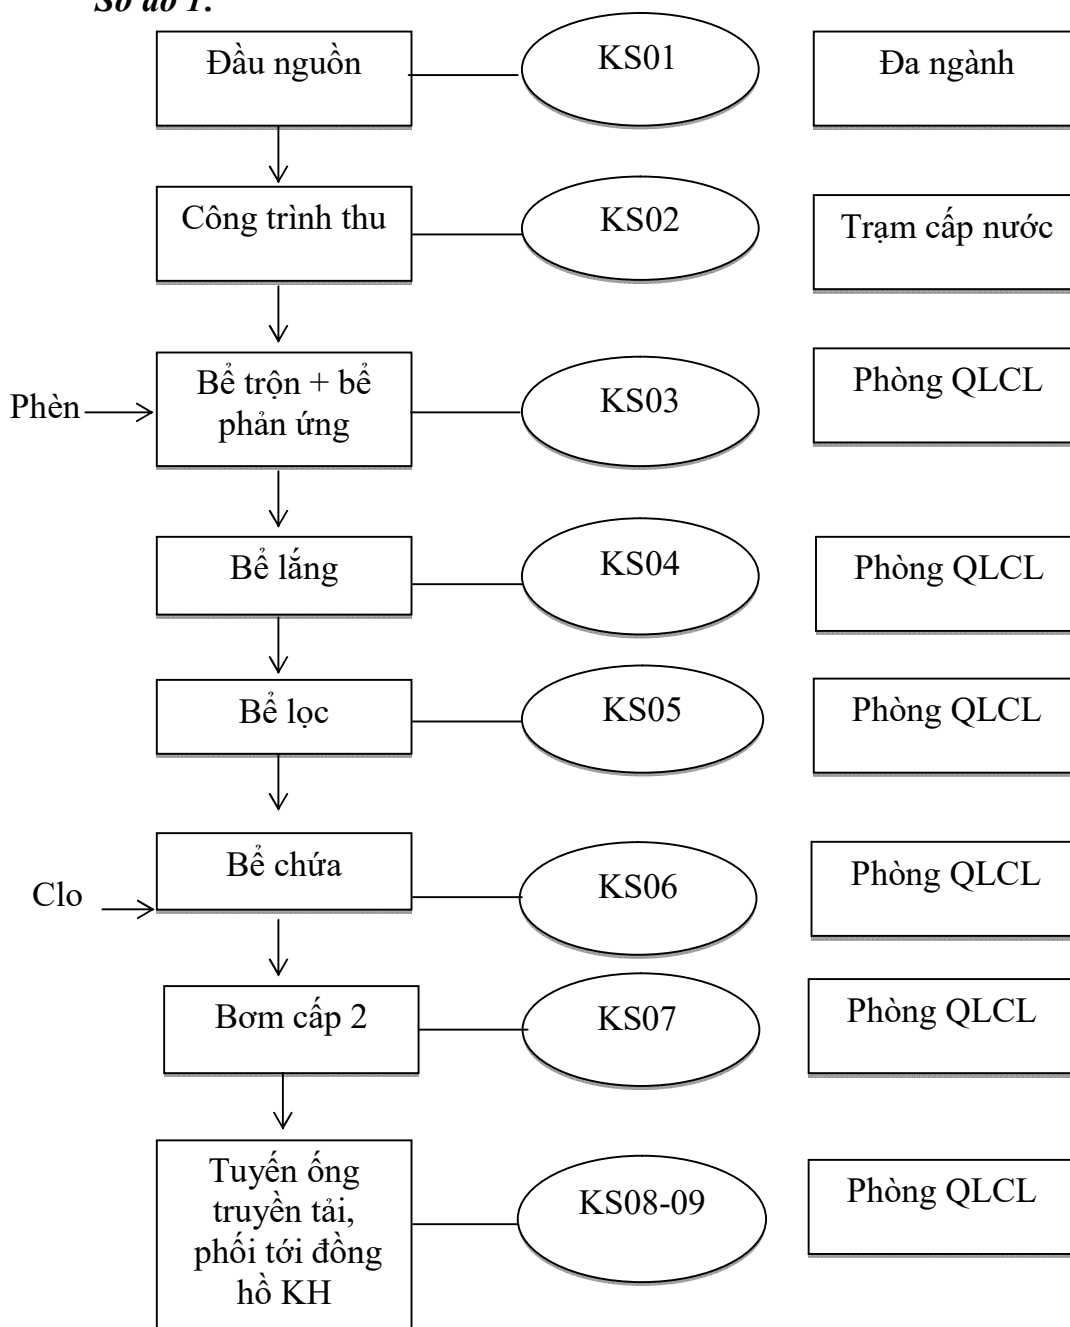 Sơ đồ 1:
Đầu nguồn
KS01
Đa ngành
Công trình thu
KS02
Trạm cấp nước
Phèn
Bể trộn + bể
phản ứng
KS03
Phòng QLCL
Bể lắng
KS04
Phòng QLCL
Bể lọc
KS05
Phòng QLCL
Clo
Bể chứa
KS06
Phòng QLCL
Bơm cấp 2
KS07
Phòng QLCL
Tuyến ống
truyền tải,
phối tới đồng
hồ KH
KS08-09
Phòng QLCL